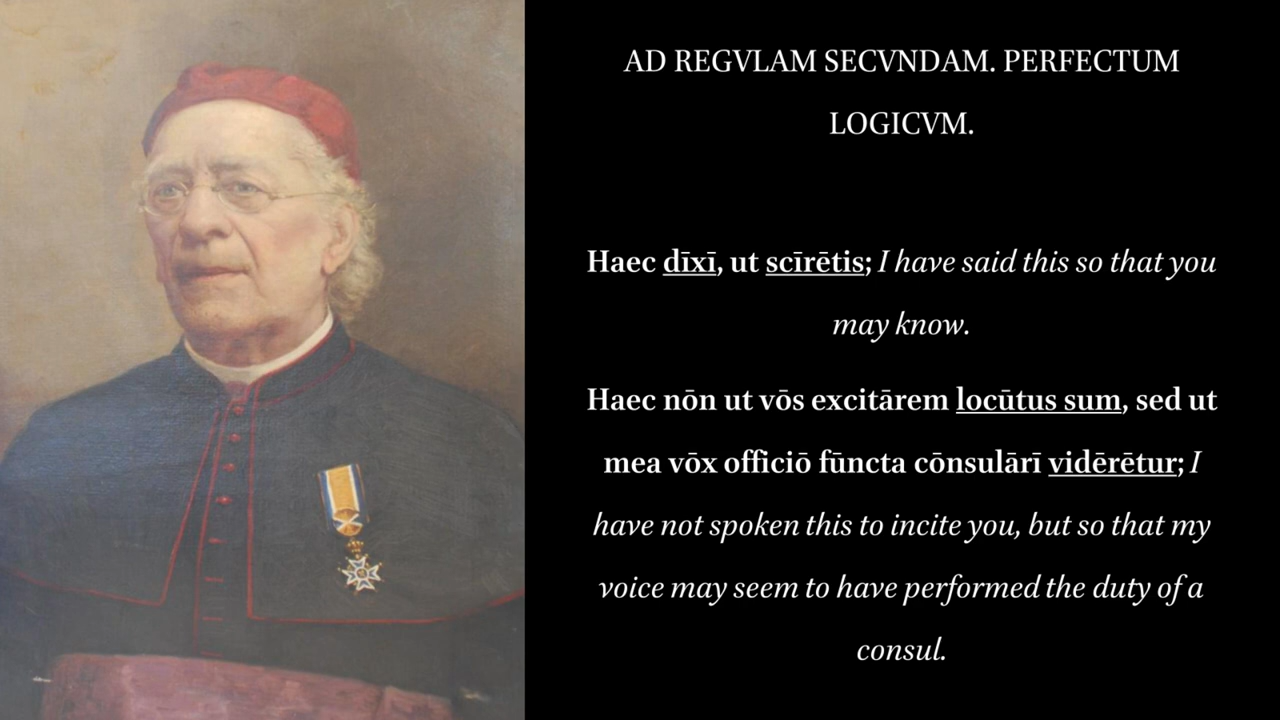 AD REGVLAM SECVNDAM. PERFECTUM
LOGICVM.
Haec dīxī, ut scīrētis; I have said this so that you
may know.
Haec nōn ut vōs excitārem locūtus sum, sed ut
mea vōx officiō fūncta cōnsulārī vidērētur; I
have not spoken this to incite you, but so that my
voice may seem to have performed the duty of a
consul.